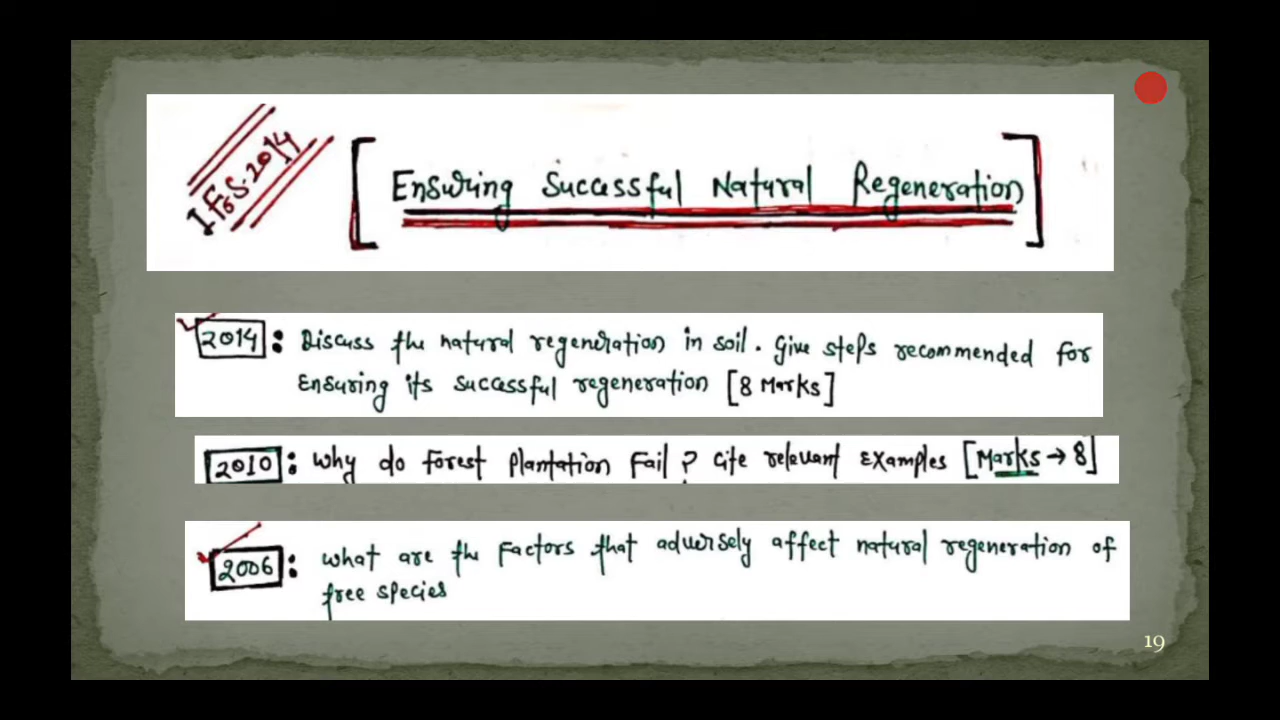 IFoS-2014
[Ensuring Successful Natural Regeneration]
2014 : Discuss the natural regeneration in soil. Give steps recommended for
Ensuring its successful regeneration [8 Marks]
2010 : Why do Forest Plantation Fail? Cite relevant Examples [Marks → 8]
2006 : What are the Factors that adversely affect natural regeneration of
tree species
19